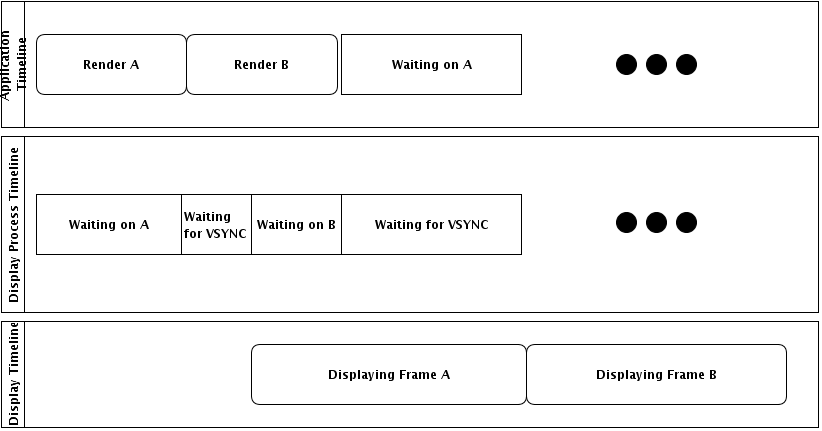 Application
Timeline
Render A
Render B
Waiting on A
Display Process Timeline
Waiting on A
Waiting
for VSYNC
Waiting on B
Waiting for VSYNC
Display Timeline
Displaying Frame A
Displaying Frame B